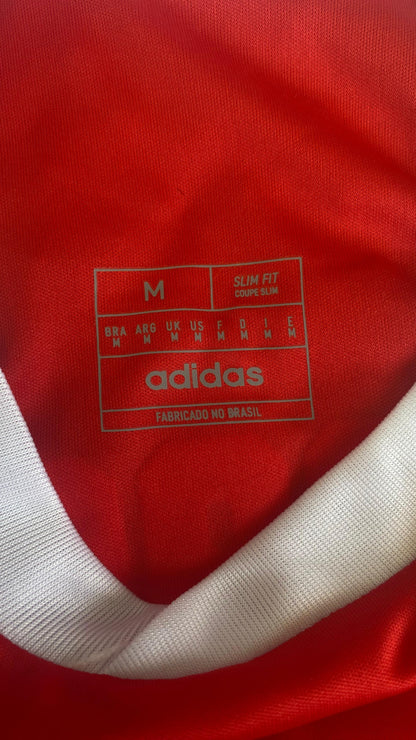 M
SLIM FIT
COUPE SLIM
BRA ARG UK US F D I E
M M M M M M M M
adidas
FABRICADO NO BRASIL